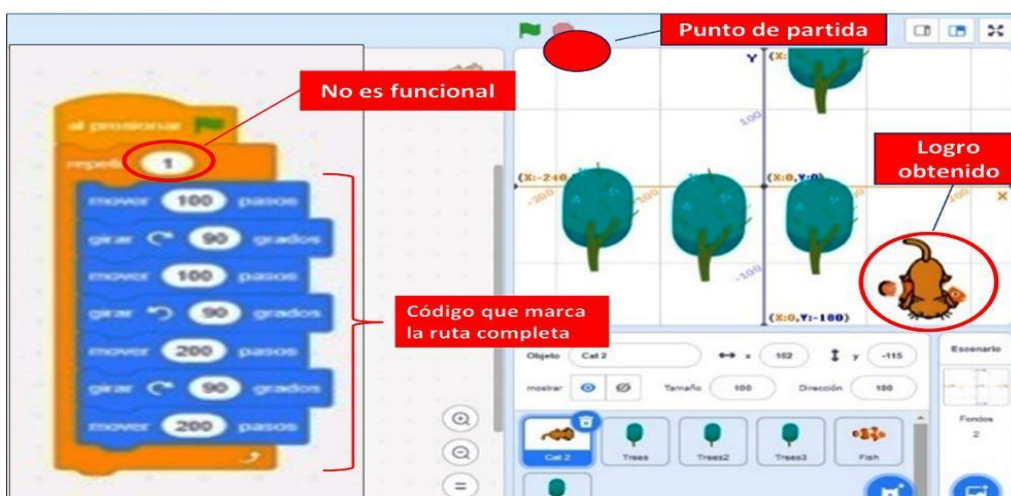 Punto de partida
No es funcional
al presionar
repetir 1
mover 100 pasos
girar 90 grados
mover 100 pasos
girar 90 grados
mover 200 pasos
girar 90 grados
mover 200 pasos
Código que marca
la ruta completa
Y
(X:
100
(X:-240,
(X:0,Y:0)
-300
200
X
-100
(X:0,Y:-180)
Logro
obtenido
Objeto Cat 2 x 102 y -115
mostrar Tamaño 100 Dirección 180
Cat 2 Trees Trees2 Trees3 Fish
Escenario
Fondos
2